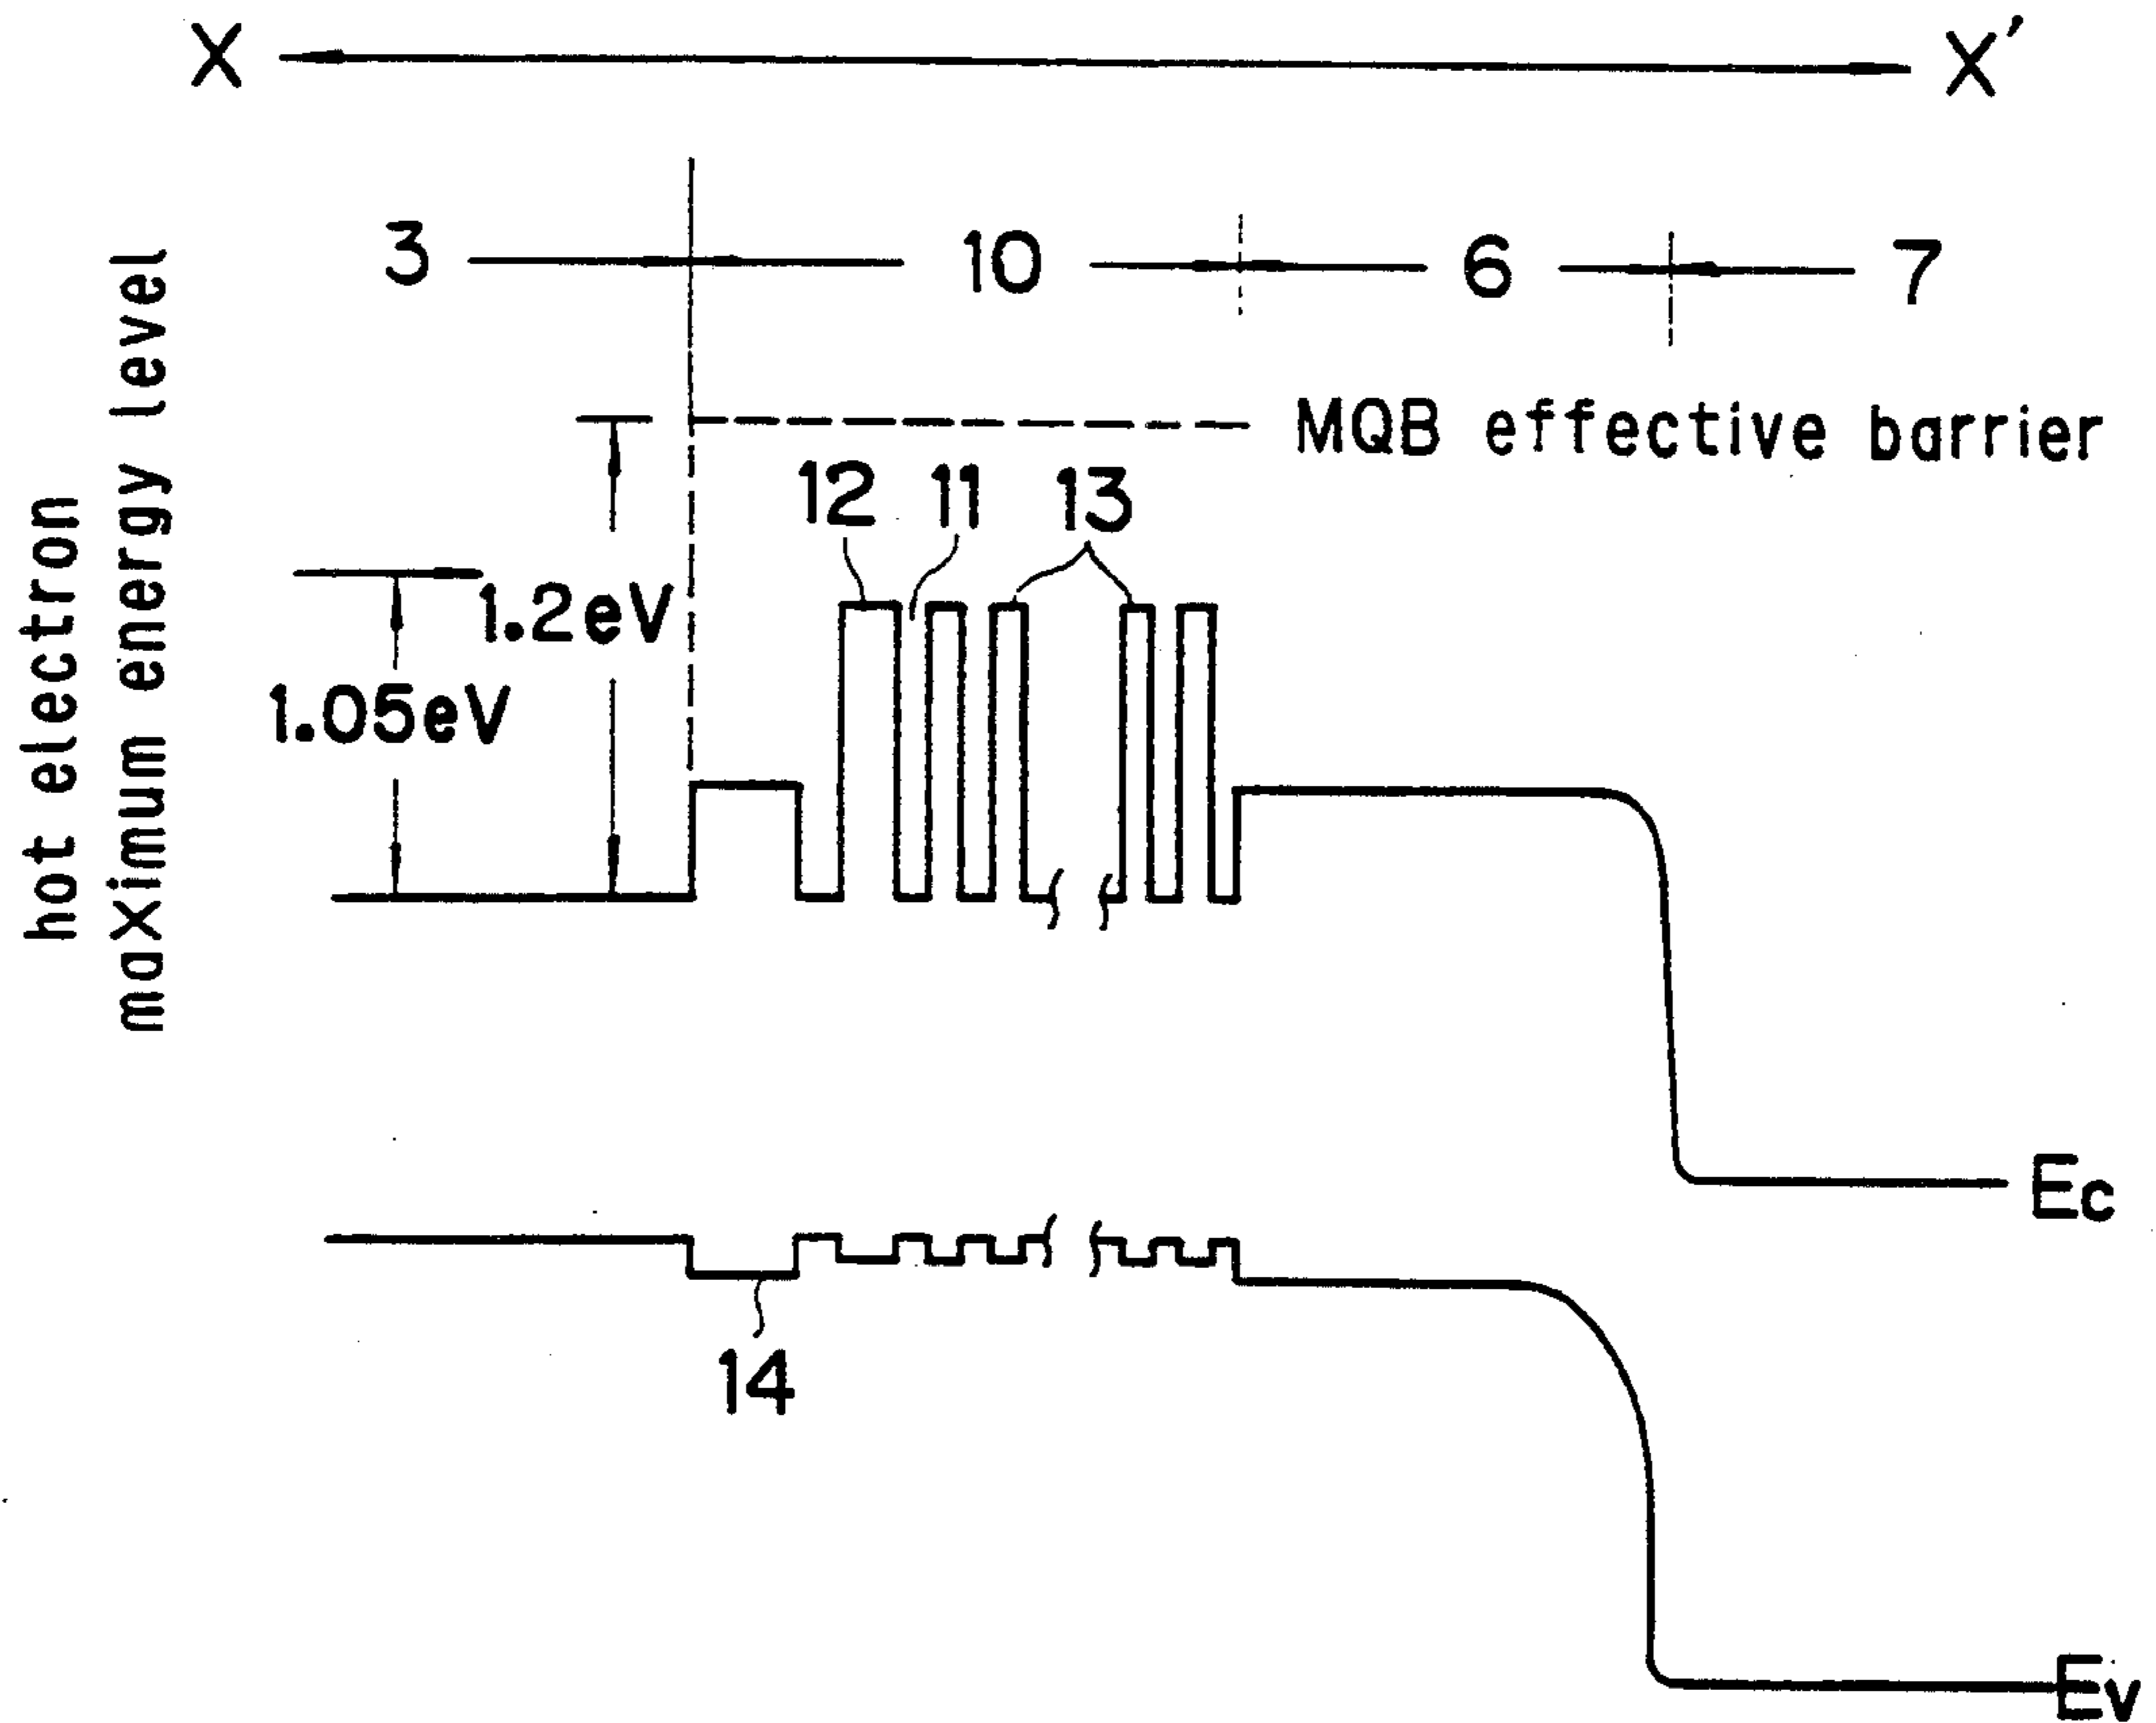 X X′
3 10 6 7
MQB effective barrier
12 11 13
1.2eV
1.05eV
hot electron
maximum energy level
14
Ec
Ev